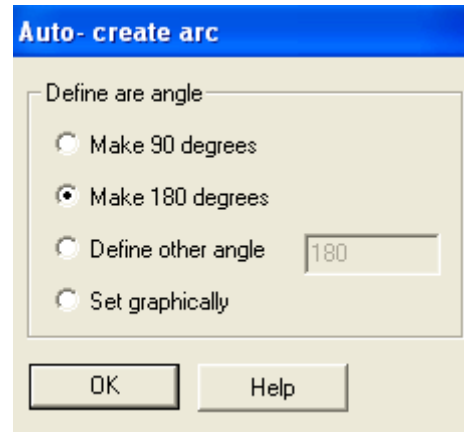 Auto- create arc
Define are angle
Make 90 degrees
Make 180 degrees
Define other angle 180
Set graphically
OK Help